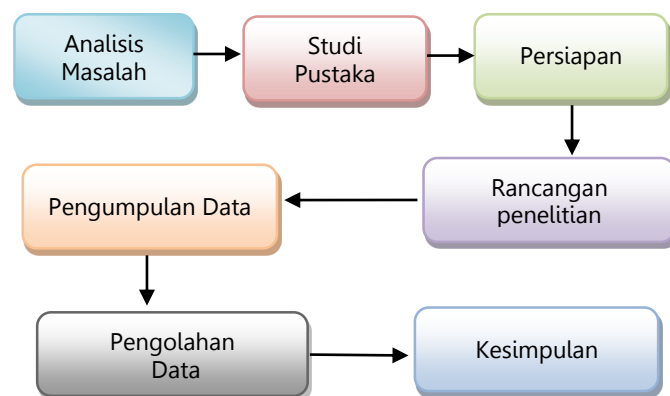 Analisis
Masalah
Studi
Pustaka
Persiapan
Rancangan
penelitian
Pengumpulan Data
Pengolahan
Data
Kesimpulan